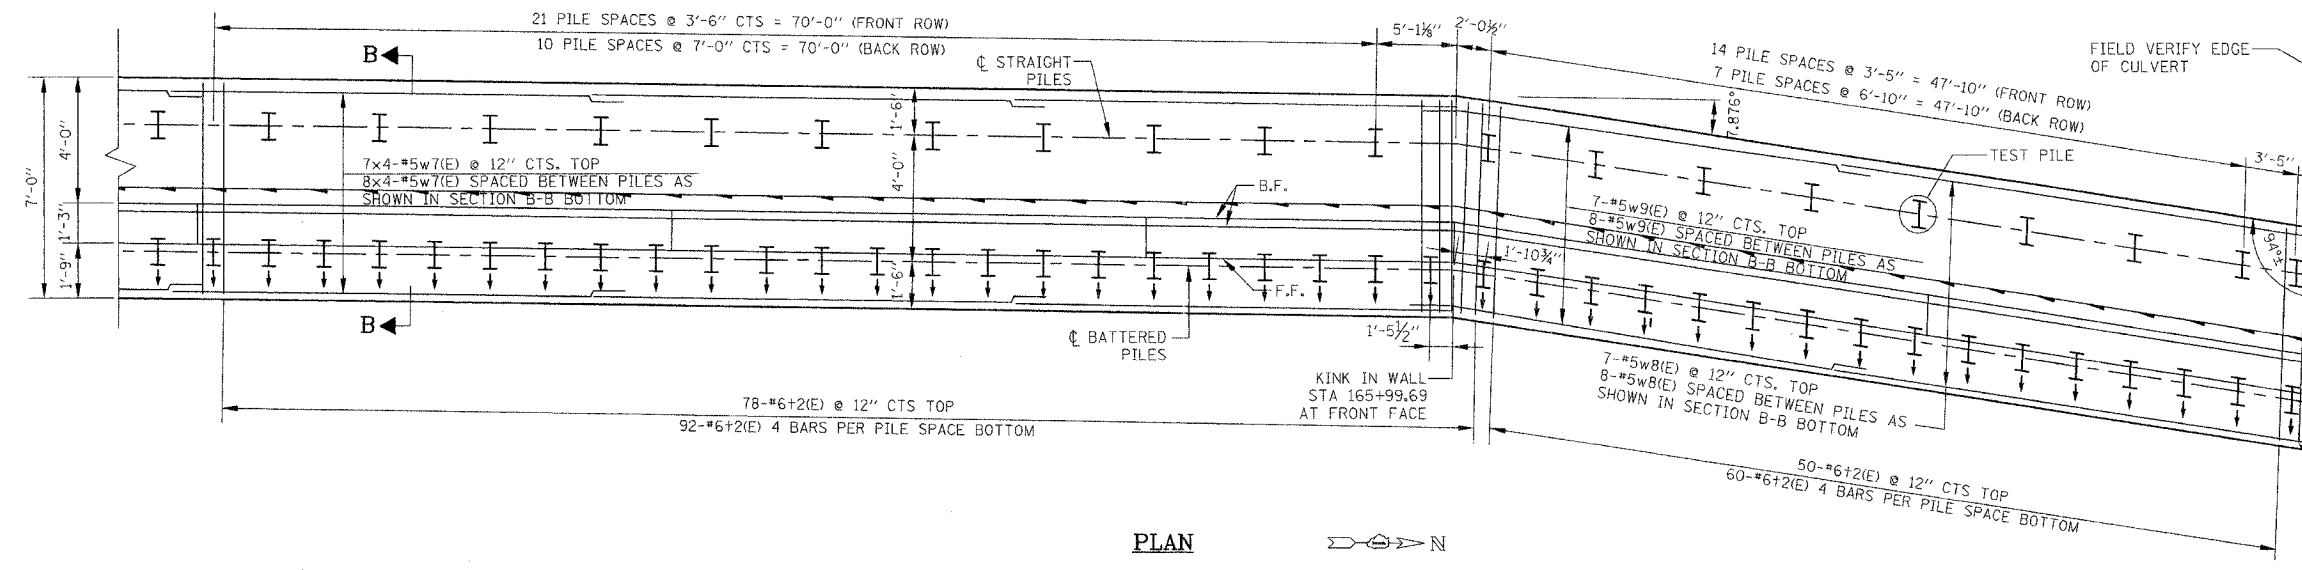 21 PILE SPACES @ 3'-6" CTS = 70'-0" (FRONT ROW)
10 PILE SPACES @ 7'-0" CTS = 70'-0" (BACK ROW)
5'-1⅛"
2'-0½"
14 PILE SPACES @ 3'-5" = 47'-10" (FRONT ROW)
7 PILE SPACES @ 6'-10" = 47'-10" (BACK ROW)
FIELD VERIFY EDGE
OF CULVERT
B
℄ STRAIGHT
PILES
7.876°
3'-5"
TEST PILE
7'-0"
4'-0"
1'-3"
1'-9"
1'-6"
4'-0"
1'-6"
7x4-#5w7(E) @ 12" CTS. TOP
8x4-#5w7(E) SPACED BETWEEN PILES AS
SHOWN IN SECTION B-B BOTTOM
B.F.
F.F.
7-#5w9(E) @ 12" CTS. TOP
8-#5w9(E) SPACED BETWEEN PILES AS
SHOWN IN SECTION B-B BOTTOM
94°±
1'-10¾"
B
℄ BATTERED
PILES
1'-5½"
KINK IN WALL
STA 165+99.69
AT FRONT FACE
7-#5w8(E) @ 12" CTS. TOP
8-#5w8(E) SPACED BETWEEN PILES AS
SHOWN IN SECTION B-B BOTTOM
78-#6t2(E) @ 12" CTS TOP
92-#6t2(E) 4 BARS PER PILE SPACE BOTTOM
50-#6t2(E) @ 12" CTS TOP
60-#6t2(E) 4 BARS PER PILE SPACE BOTTOM
PLAN
N